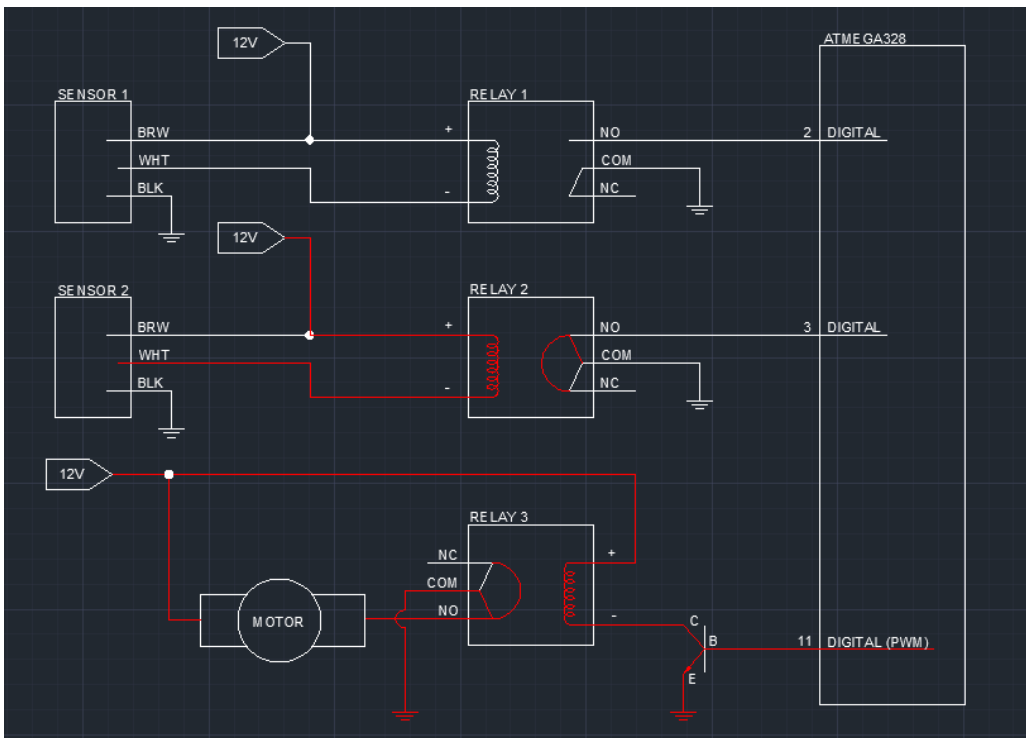 12V
ATMEGA328
SENSOR 1
RELAY 1
BRW
+
NO
2
DIGITAL
WHT
COM
BLK
-
NC
12V
SENSOR 2
RELAY 2
BRW
+
NO
3
DIGITAL
WHT
COM
BLK
-
NC
12V
RELAY 3
NC
+
COM
NO
-
MOTOR
C
B
11
DIGITAL (PWM)
E